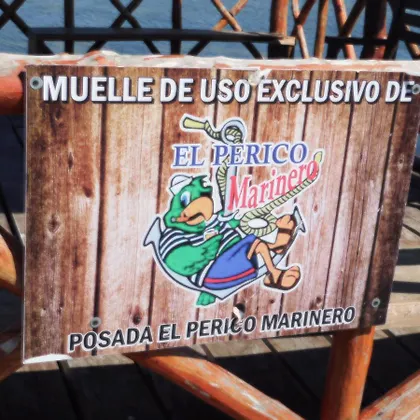 MUELLE DE USO EXCLUSIVO DE
EL PERICO
Marinero
POSADA EL PERICO MARINERO